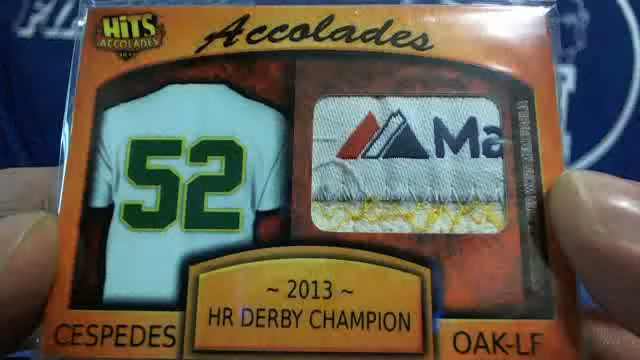 HiTS
ACCOLADES
Accolades
52
Ma
~ 2013 ~
HR DERBY CHAMPION
CESPEDES
OAK-LF